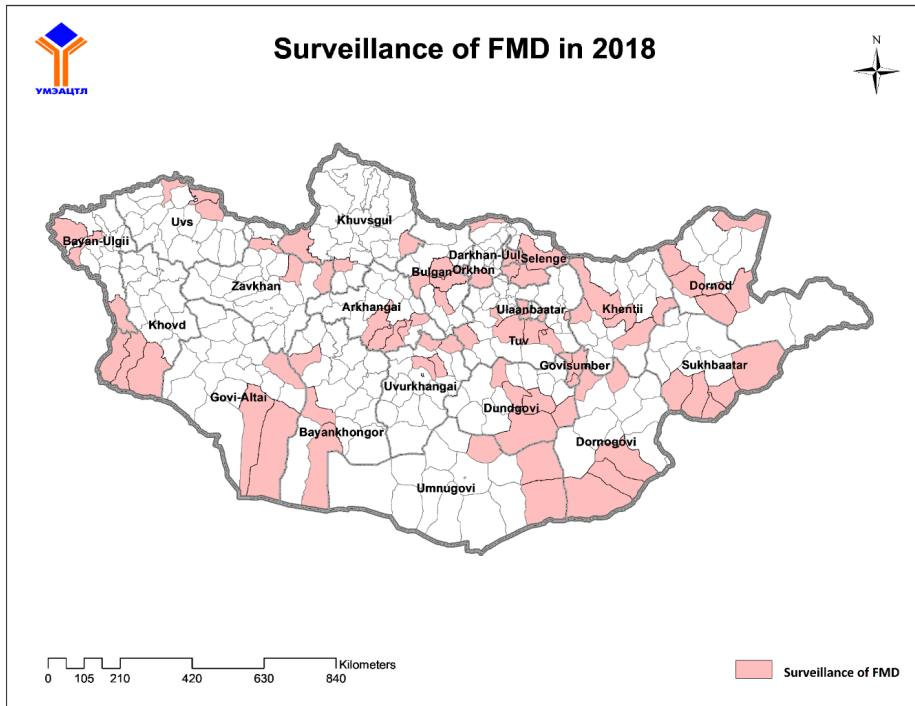 Surveillance of FMD in 2018
N
УМЭАЦТЛ
Khuvsgul
Uvs
Bayan-Ulgii
Darkhan-Uul
Selenge
Bulgan
Orkhon
Zavkhan
Dornod
Arkhangai
Ulaanbaatar
Khentii
Khovd
Tuv
Govisumber
Sukhbaatar
Uvurkhangai
Govi-Altai
Dundgovi
Bayankhongor
Dornogovi
Umnugovi
Kilometers
0 105 210 420 630 840
Surveillance of FMD